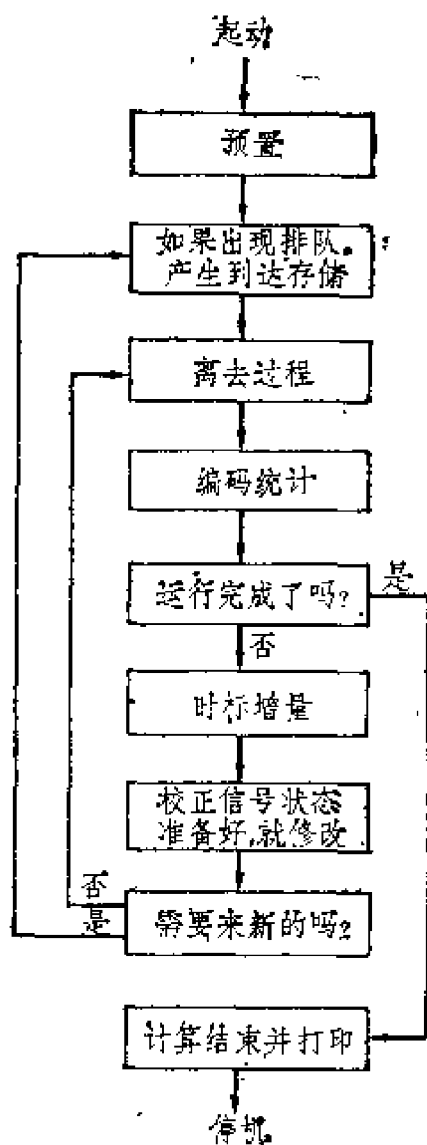 起动
预置
如果出现排队.
产生到达存储
离去过程
编码统计
运行完成了吗?
是
否
时标增量
校正信号状态
准备好,就修改
否
是
需要来新的吗?
计算结束并打印
停机